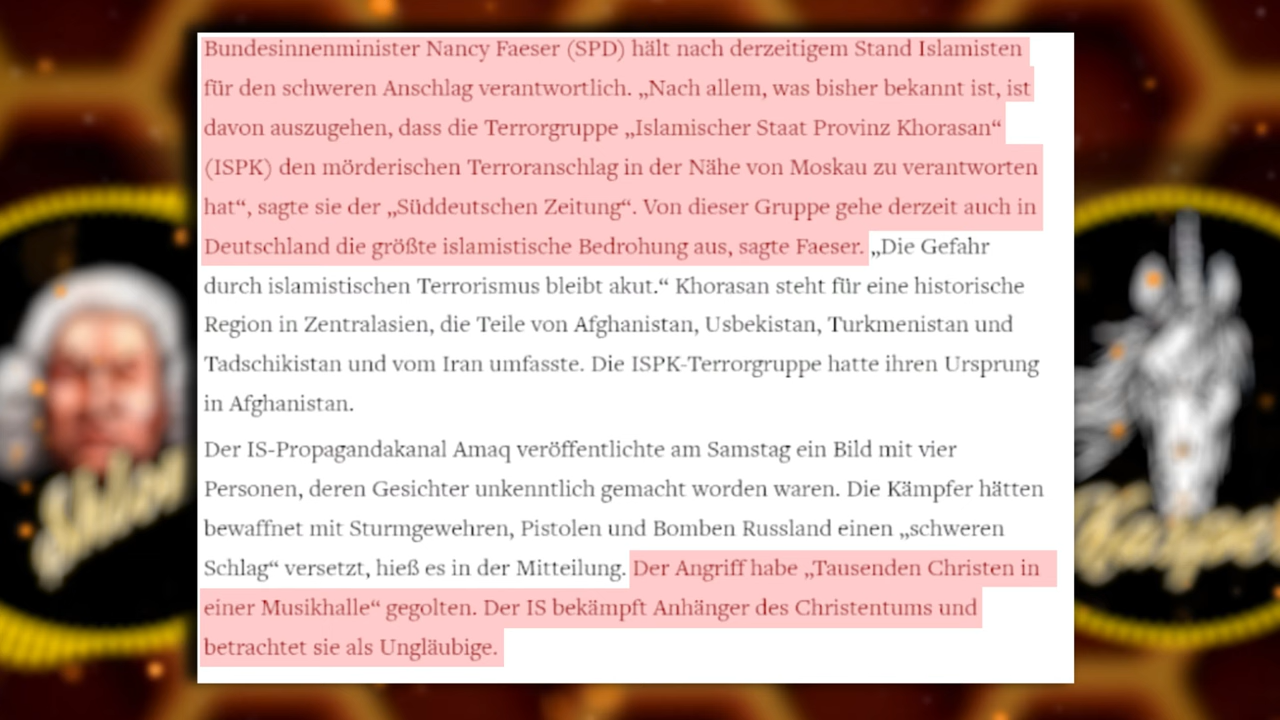 Bundesinnenminister Nancy Faeser (SPD) hält nach derzeitigem Stand Islamisten
für den schweren Anschlag verantwortlich. „Nach allem, was bisher bekannt ist, ist
davon auszugehen, dass die Terrorgruppe „Islamischer Staat Provinz Khorasan“
(ISPK) den mörderischen Terroranschlag in der Nähe von Moskau zu verantworten
hat“, sagte sie der „Süddeutschen Zeitung“. Von dieser Gruppe gehe derzeit auch in
Deutschland die größte islamistische Bedrohung aus, sagte Faeser. „Die Gefahr
durch islamistischen Terrorismus bleibt akut.“ Khorasan steht für eine historische
Region in Zentralasien, die Teile von Afghanistan, Usbekistan, Turkmenistan und
Tadschikistan und vom Iran umfasste. Die ISPK-Terrorgruppe hatte ihren Ursprung
in Afghanistan.
Der IS-Propagandakanal Amaq veröffentlichte am Samstag ein Bild mit vier
Personen, deren Gesichter unkenntlich gemacht worden waren. Die Kämpfer hätten
bewaffnet mit Sturmgewehren, Pistolen und Bomben Russland einen „schweren
Schlag“ versetzt, hieß es in der Mitteilung. Der Angriff habe „Tausenden Christen in
einer Musikhalle“ gegolten. Der IS bekämpft Anhänger des Christentums und
betrachtet sie als Ungläubige.